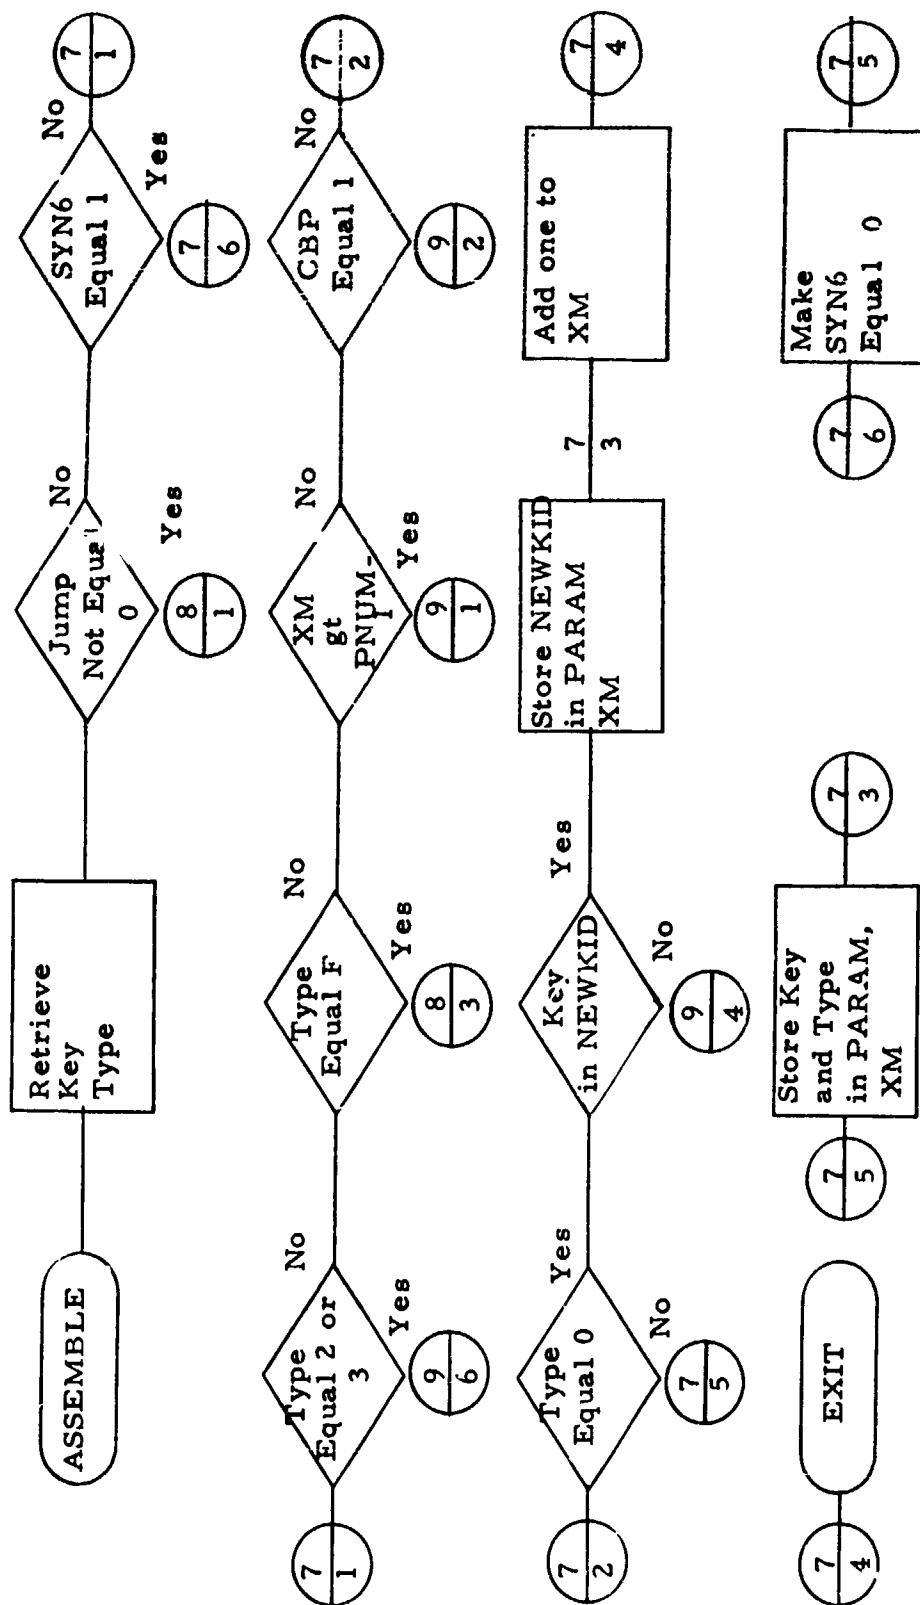 ASSEMBLE
Retrieve
Key
Type
Jump
Not Equal
0
No
Yes
8
1
SYN6
Equal 1
No
Yes
7
6
7
1
7
1
Type
Equal 2 or
3
No
Yes
9
6
Type
Equal F
No
Yes
8
3
XM
gt
PNUM-
1
No
Yes
9
1
CBP
Equal 1
No
9
2
7
2
7
2
Type
Equal 0
Yes
No
7
5
Key
in NEWKID
Yes
No
9
4
Store NEWKID
in PARAM
XM
7
3
Add one to
XM
7
4
7
4
EXIT
7
5
Store Key
and Type
in PARAM,
XM
7
3
7
6
Make
SYN6
Equal 0
7
5